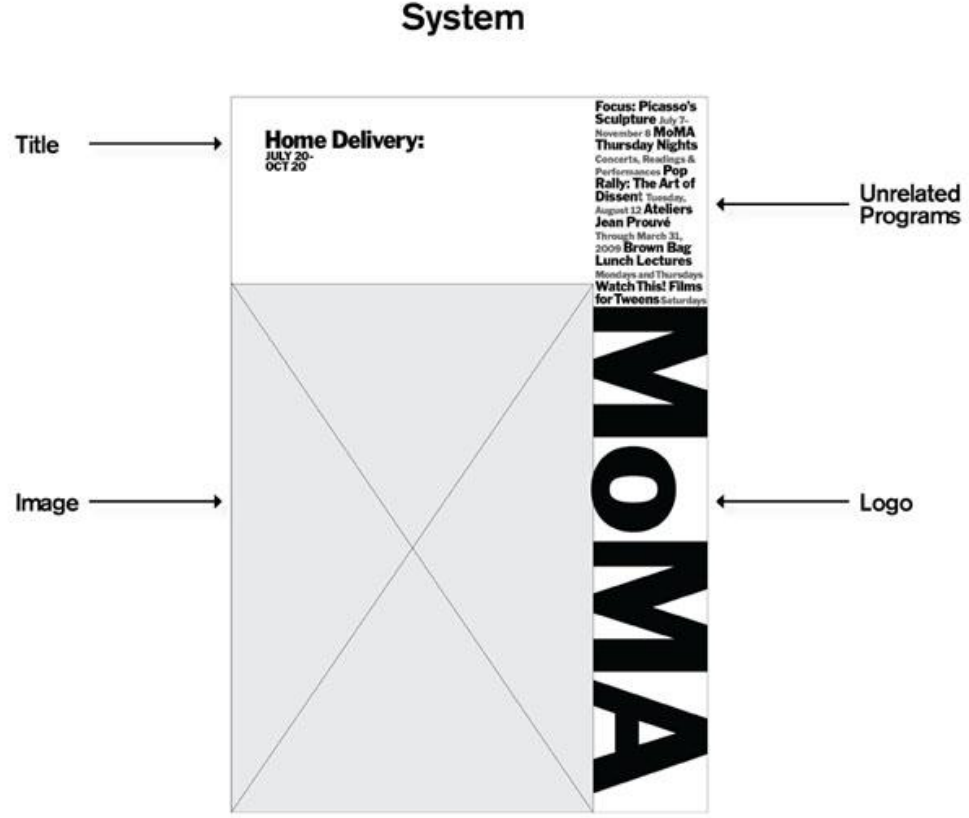 System
Title
Home Delivery:
JULY 20-
OCT 20
Focus: Picasso's
Sculpture July 7-
November 8 MoMA
Thursday Nights
Concerts, Readings &
Performances Pop
Rally: The Art of
Dissent Tuesday,
August 12 Ateliers
Jean Prouvé
Through March 31,
2009 Brown Bag
Lunch Lectures
Mondays and Thursdays
Watch This! Films
for Tweens Saturdays
Unrelated
Programs
Image
MoMA
Logo